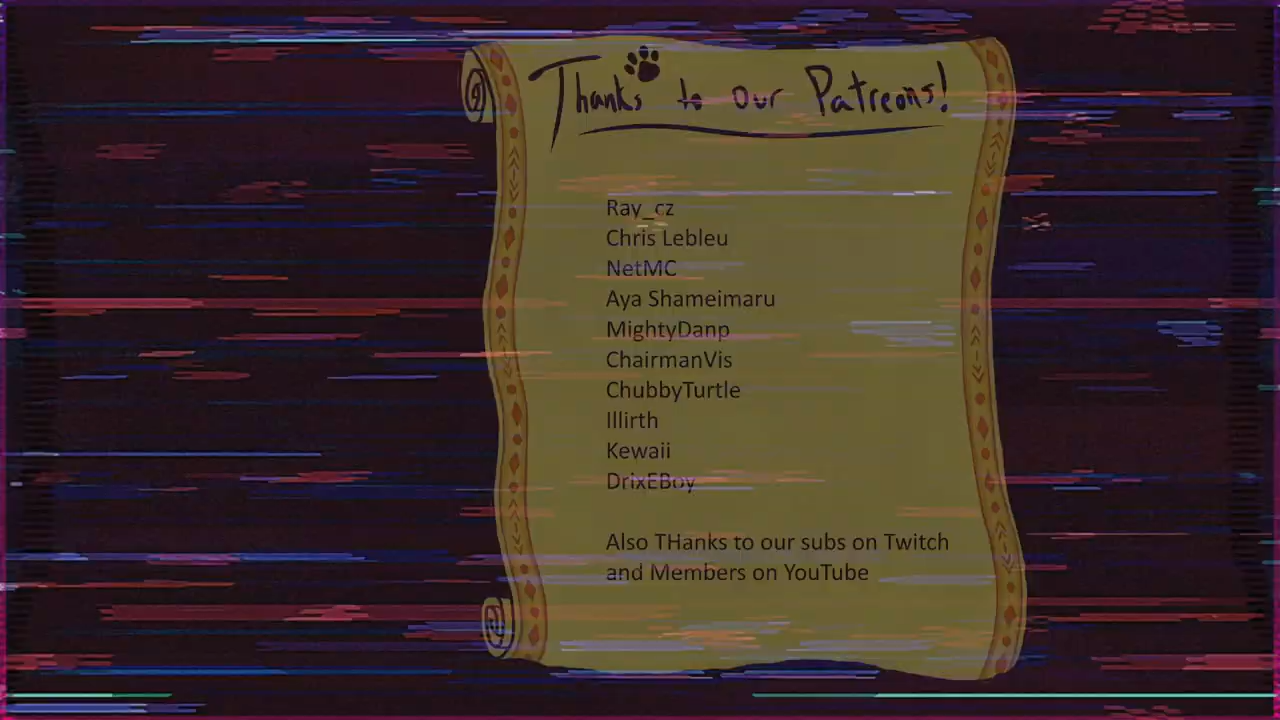 Thanks to our Patreons!
Ray_cz
Chris Lebleu
NetMC
Aya Shameimaru
MightyDanp
ChairmanVis
ChubbyTurtle
Illirth
Kewaii
DrixEBoy
Also THanks to our subs on Twitch
and Members on YouTube